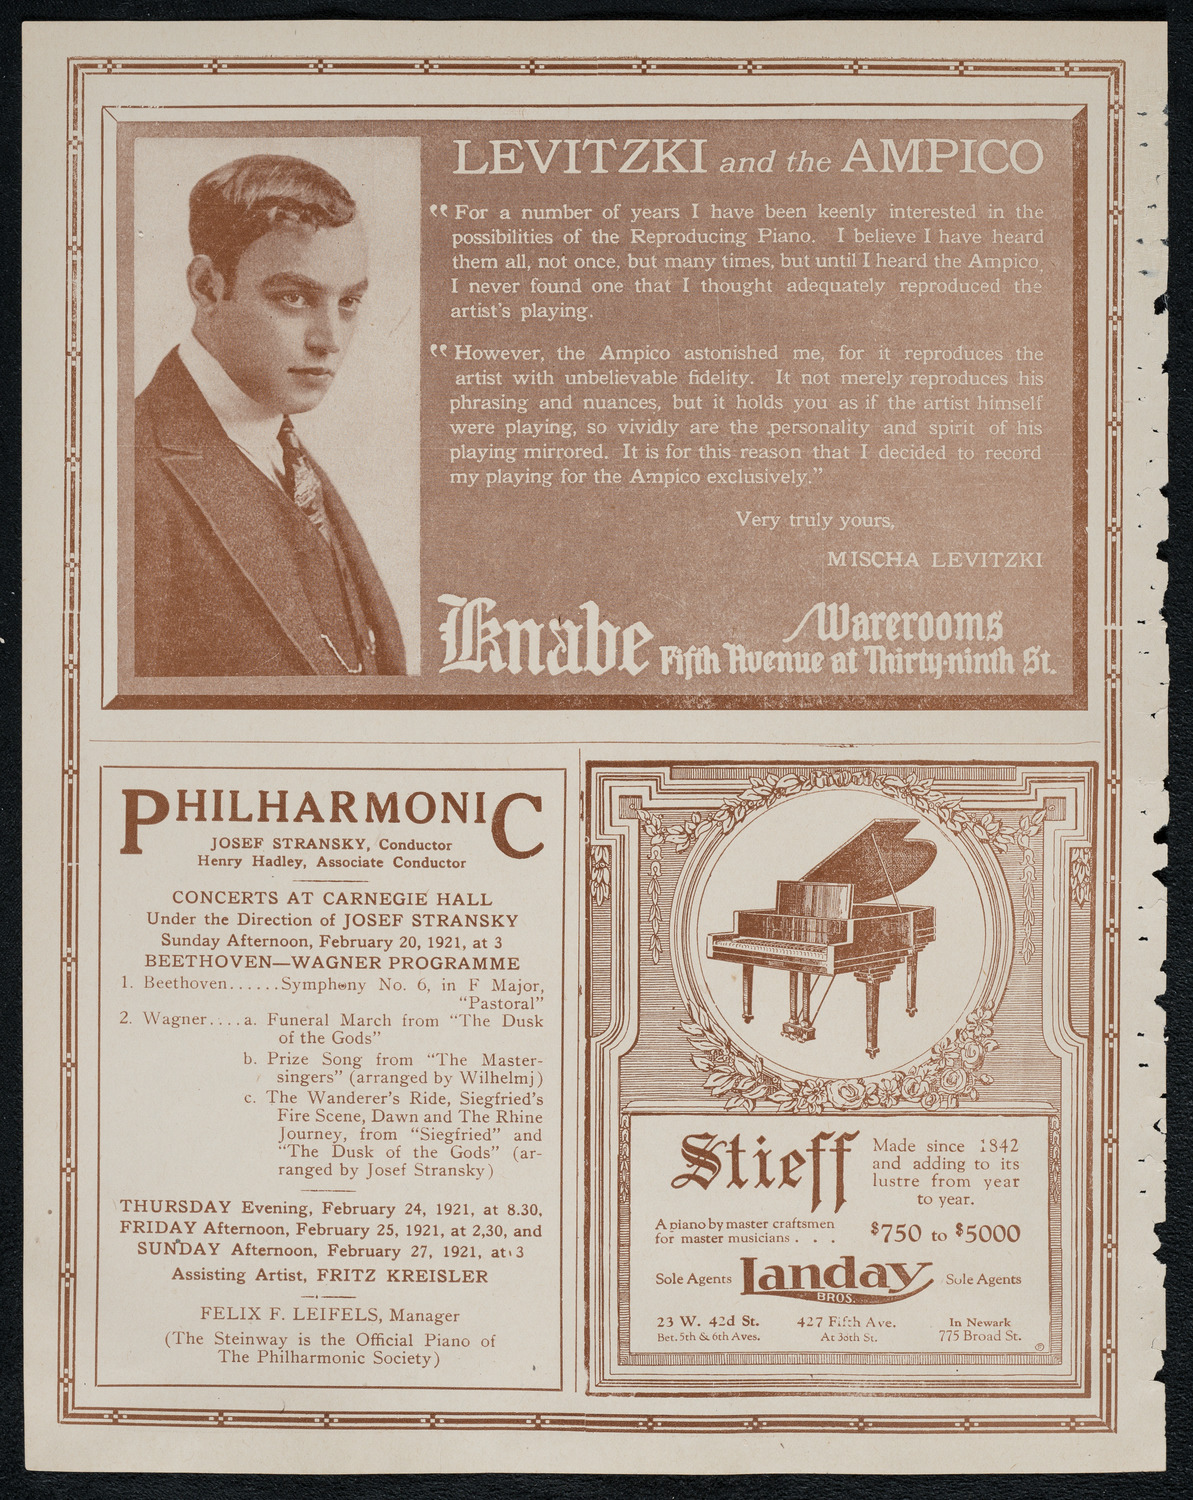 LEVITZKI and the AMPICO
“For a number of years I have been keenly interested in the
possibilities of the Reproducing Piano. I believe I have heard
them all, not once, but many times, but until I heard the Ampico,
I never found one that I thought adequately reproduced the
artist's playing.
“However, the Ampico astonished me, for it reproduces the
artist with unbelievable fidelity. It not merely reproduces his
phrasing and nuances, but it holds you as if the artist himself
were playing, so vividly are the personality and spirit of his
playing mirrored. It is for this reason that I decided to record
my playing for the Ampico exclusively.”
Very truly yours,
MISCHA LEVITZKI
Knabe Warerooms
Fifth Avenue at Thirty-ninth St.
PHILHARMONIC
JOSEF STRANSKY, Conductor
Henry Hadley, Associate Conductor
CONCERTS AT CARNEGIE HALL
Under the Direction of JOSEF STRANSKY
Sunday Afternoon, February 20, 1921, at 3
BEETHOVEN—WAGNER PROGRAMME
1. Beethoven......Symphony No. 6, in F Major,
“Pastoral”
2. Wagner....a. Funeral March from “The Dusk
of the Gods”
b. Prize Song from “The Master-
singers” (arranged by Wilhelmj)
c. The Wanderer's Ride, Siegfried's
Fire Scene, Dawn and The Rhine
Journey, from “Siegfried” and
“The Dusk of the Gods” (ar-
ranged by Josef Stransky)
THURSDAY Evening, February 24, 1921, at 8.30,
FRIDAY Afternoon, February 25, 1921, at 2,30, and
SUNDAY Afternoon, February 27, 1921, at 3
Assisting Artist, FRITZ KREISLER
FELIX F. LEIFELS, Manager
(The Steinway is the Official Piano of
The Philharmonic Society)
Stieff
Made since 1842
and adding to its
lustre from year
to year.
A piano by master craftsmen
for master musicians . . .
$750 to $5000
Sole Agents Landay Sole Agents
BROS.
23 W. 42d St. 427 Fifth Ave. In Newark
Bet. 5th & 6th Aves. At 38th St. 775 Broad St.